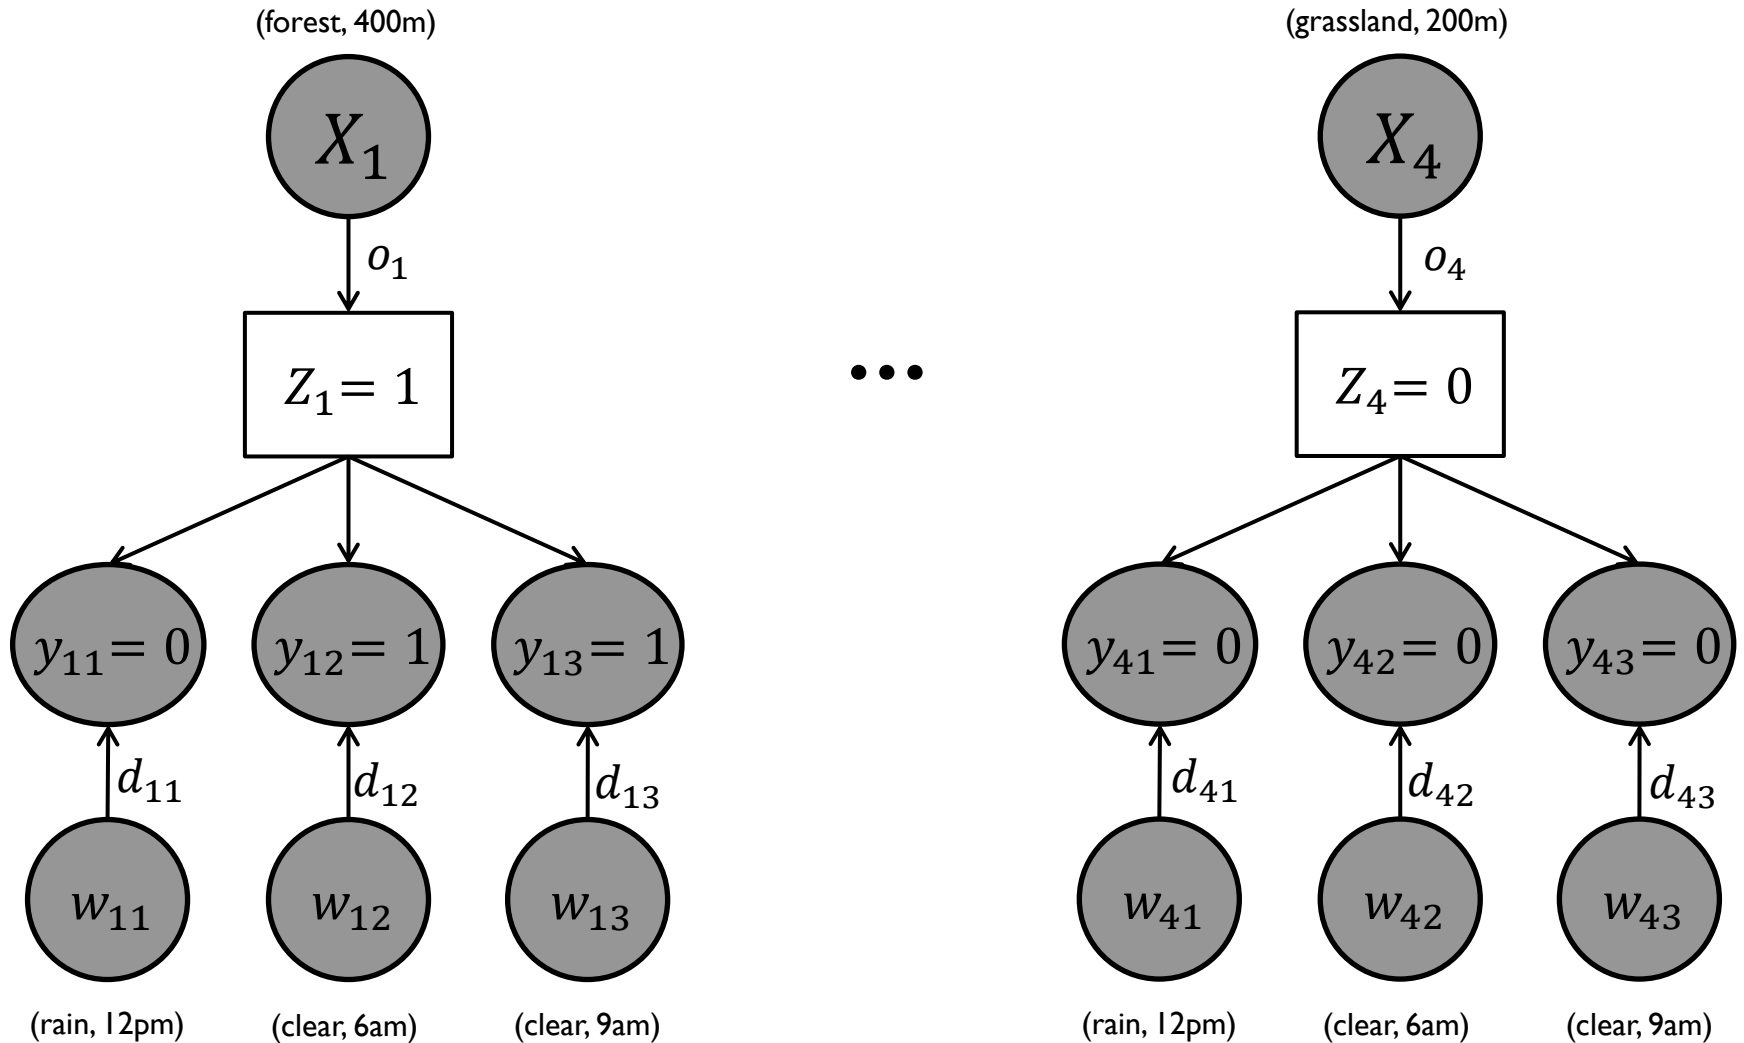 (forest, 400m) (grassland, 200m)
X₁ X₄
o₁ o₄
Z₁ = 1 ••• Z₄ = 0
y₁₁ = 0 y₁₂ = 1 y₁₃ = 1 y₄₁ = 0 y₄₂ = 0 y₄₃ = 0
d₁₁ d₁₂ d₁₃ d₄₁ d₄₂ d₄₃
w₁₁ w₁₂ w₁₃ w₄₁ w₄₂ w₄₃
(rain, 12pm) (clear, 6am) (clear, 9am) (rain, 12pm) (clear, 6am) (clear, 9am)